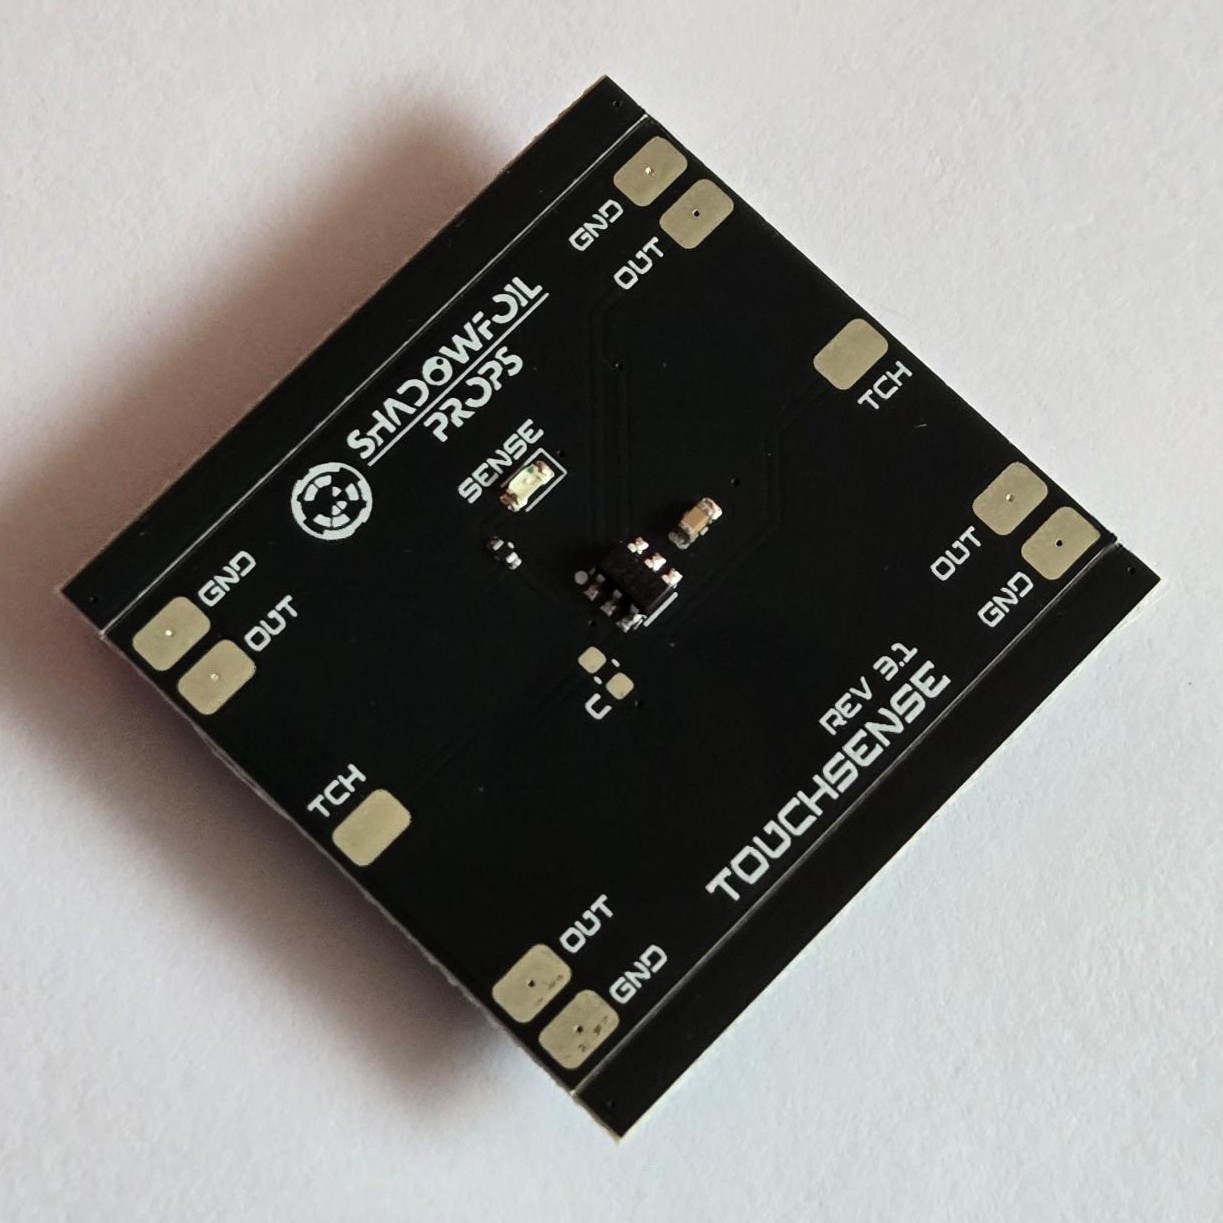 GND
OUT
SHADOWFOIL
PROPS
TCH
SENSE
OUT
GND
GND
OUT
C
REV 3.1
TOUCHSENSE
TCH
OUT
GND